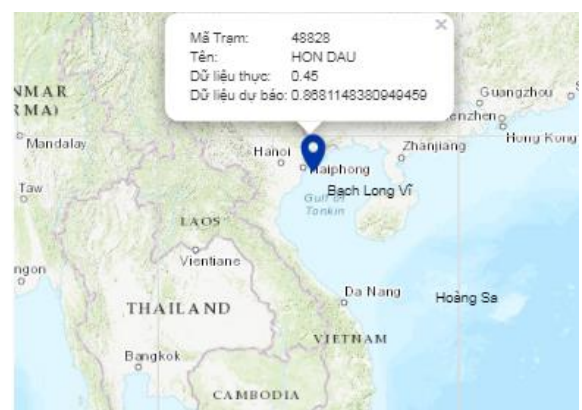 Mã Trạm: 48828
Tên: HON DAU
Dữ liệu thực: 0.45
Dữ liệu dự báo: 0.8681148380949459
×
NMAR
RMA)
Guangzhou
enzhen
Hong Kong
Mandalay
Hanoi
Haiphong
Zhanjiang
Taw
Bạch Long Vĩ
Gulf of
Tonkin
LAOS
Vientiane
ngon
Da Nang
Hoàng Sa
THAILAND
VIETNAM
Bangkok
CAMBODIA